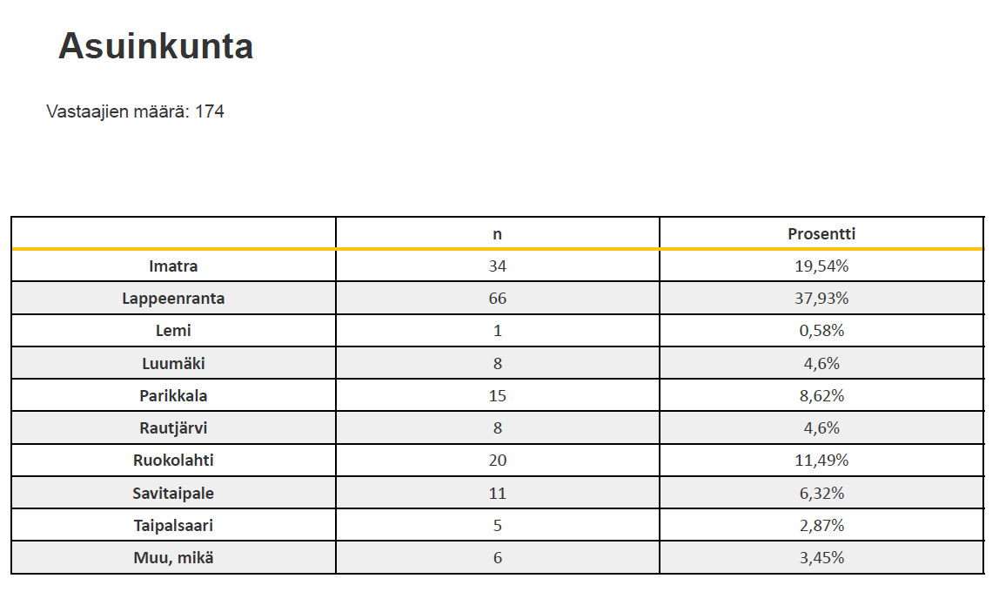 Asuinkunta
Vastaajien määrä: 174
n Prosentti
Imatra 34 19,54%
Lappeenranta 66 37,93%
Lemi 1 0,58%
Luumäki 8 4,6%
Parikkala 15 8,62%
Rautjärvi 8 4,6%
Ruokolahti 20 11,49%
Savitaipale 11 6,32%
Taipalsaari 5 2,87%
Muu, mikä 6 3,45%